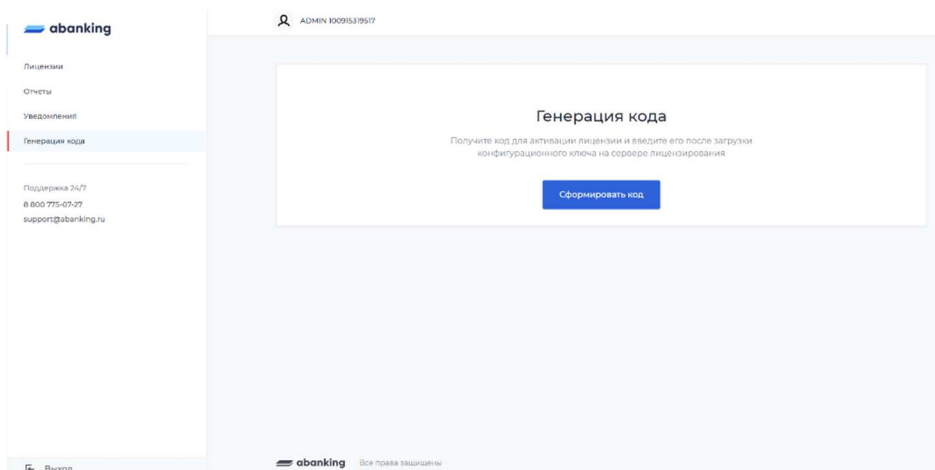 abanking
Лицензии
Отчеты
Уведомления
Генерация кода
Поддержка 24/7
8 800 775-07-27
support@abanking.ru
Выход
ADMIN 100915319517
Генерация кода
Получите код для активации лицензии и введите его после загрузки
конфигурационного ключа на сервере лицензирования
Сформировать код
abanking Все права защищены